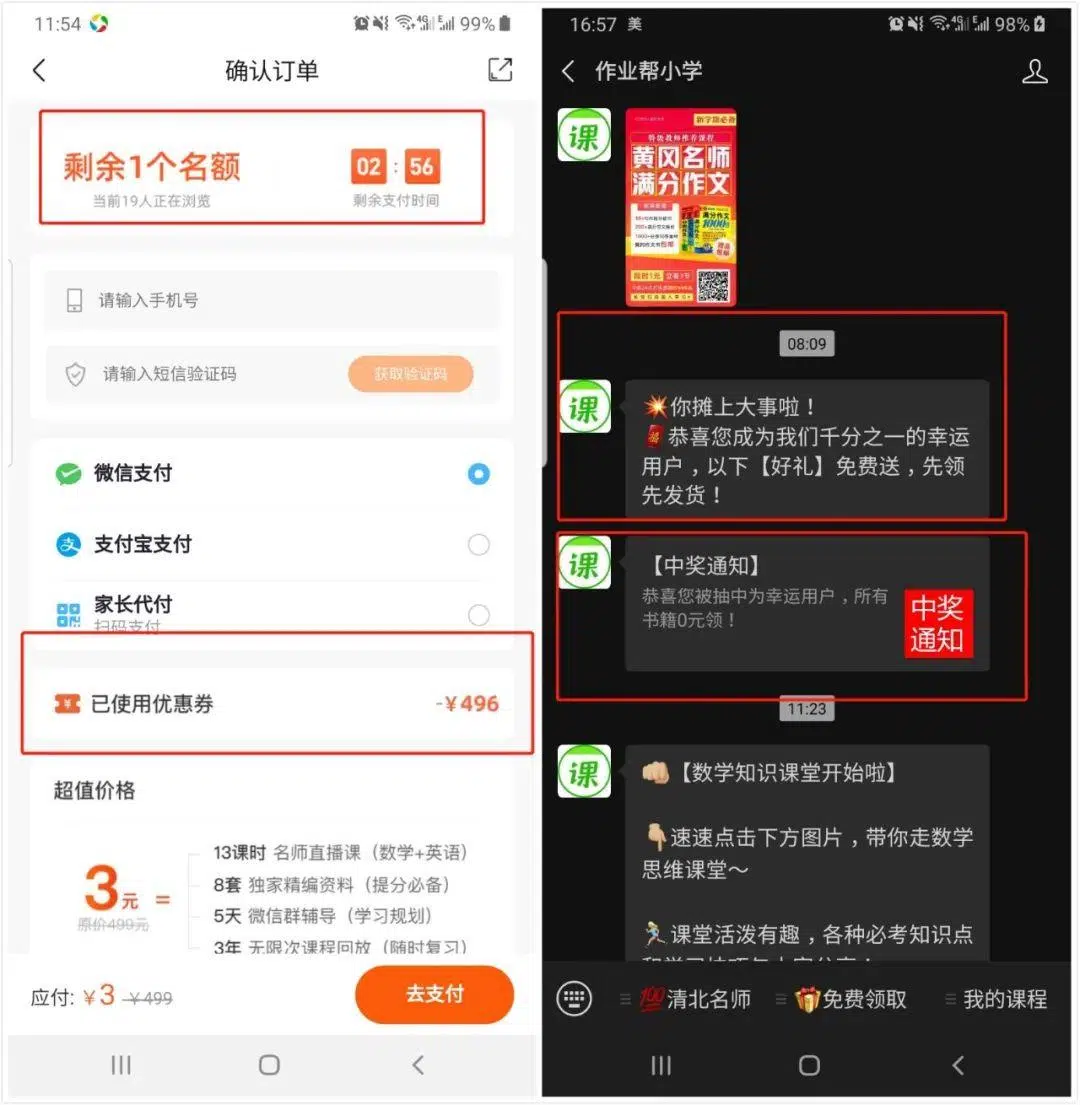 11:54
4G
99%
确认订单
剩余1个名额
当前19人正在浏览
02 : 56
剩余支付时间
请输入手机号
请输入短信验证码
获取验证码
微信支付
支付宝支付
家长代付
扫码支付
已使用优惠券
-¥496
超值价格
3元 =
原价499元
13课时 名师直播课（数学+英语）
8套 独家精编资料（提分必备）
5天 微信群辅导（学习规划）
3年 无限次课程回放（随时复习）
应付: ¥3 ¥499
去支付
16:57 美
4G
98%
作业帮小学
课
新学期必备
特级教师推荐课程
黄冈名师
满分作文
08:09
课
你摊上大事啦！
恭喜您成为我们千分之一的幸运
用户，以下【好礼】免费送，先领
先发货！
课
【中奖通知】
恭喜您被抽中为幸运用户，所有
书籍0元领！
中奖
通知
11:23
课
👊【数学知识课堂开始啦】
👇速速点击下方图片，带你走数学
思维课堂～
课堂活泼有趣，各种必考知识点
💯清北名师
🎁免费领取
我的课程